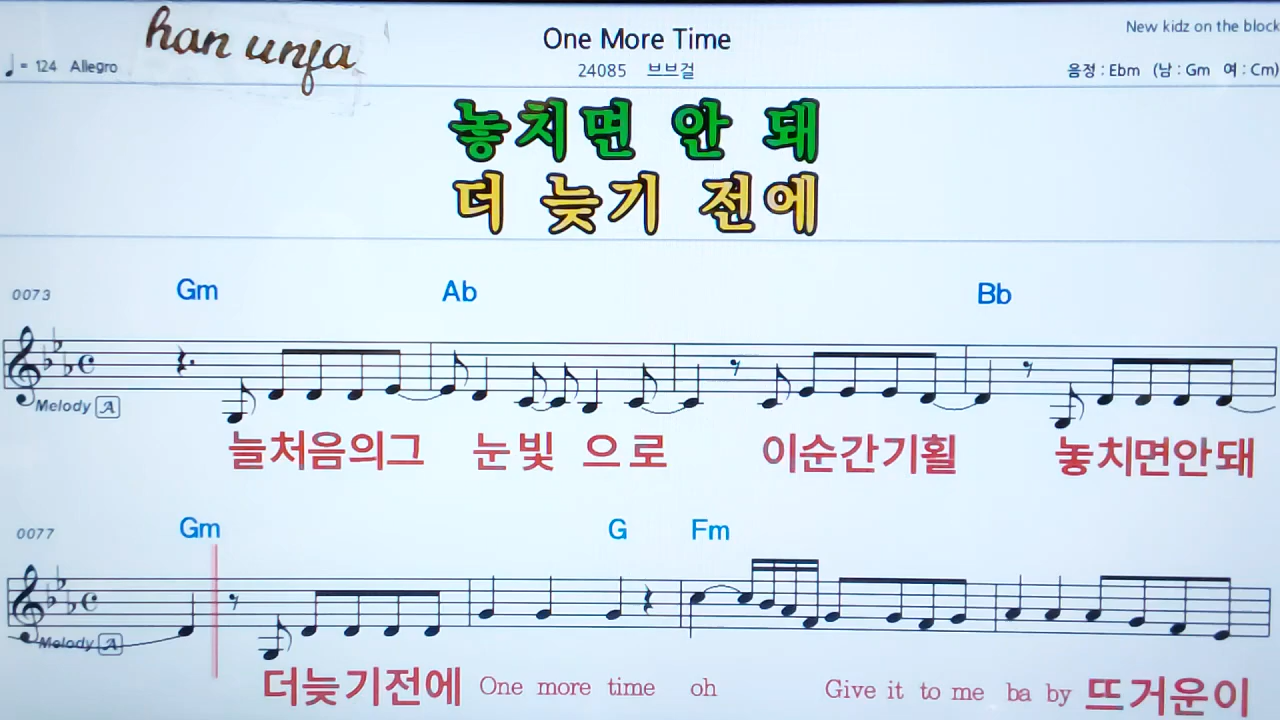 han unfa
One More Time
New kidz on the block
♩= 124 Allegro
24085 브브걸
음정 : Ebm (남 : Gm 여 : Cm)
놓치면 안 돼
더 늦기 전에
0073 Gm Ab Bb
Melody A
늘처음의그 눈빛 으로 이순간기횔 놓치면안돼
0077 Gm G Fm
Melody A
더늦기전에 One more time oh Give it to me ba by 뜨거운이